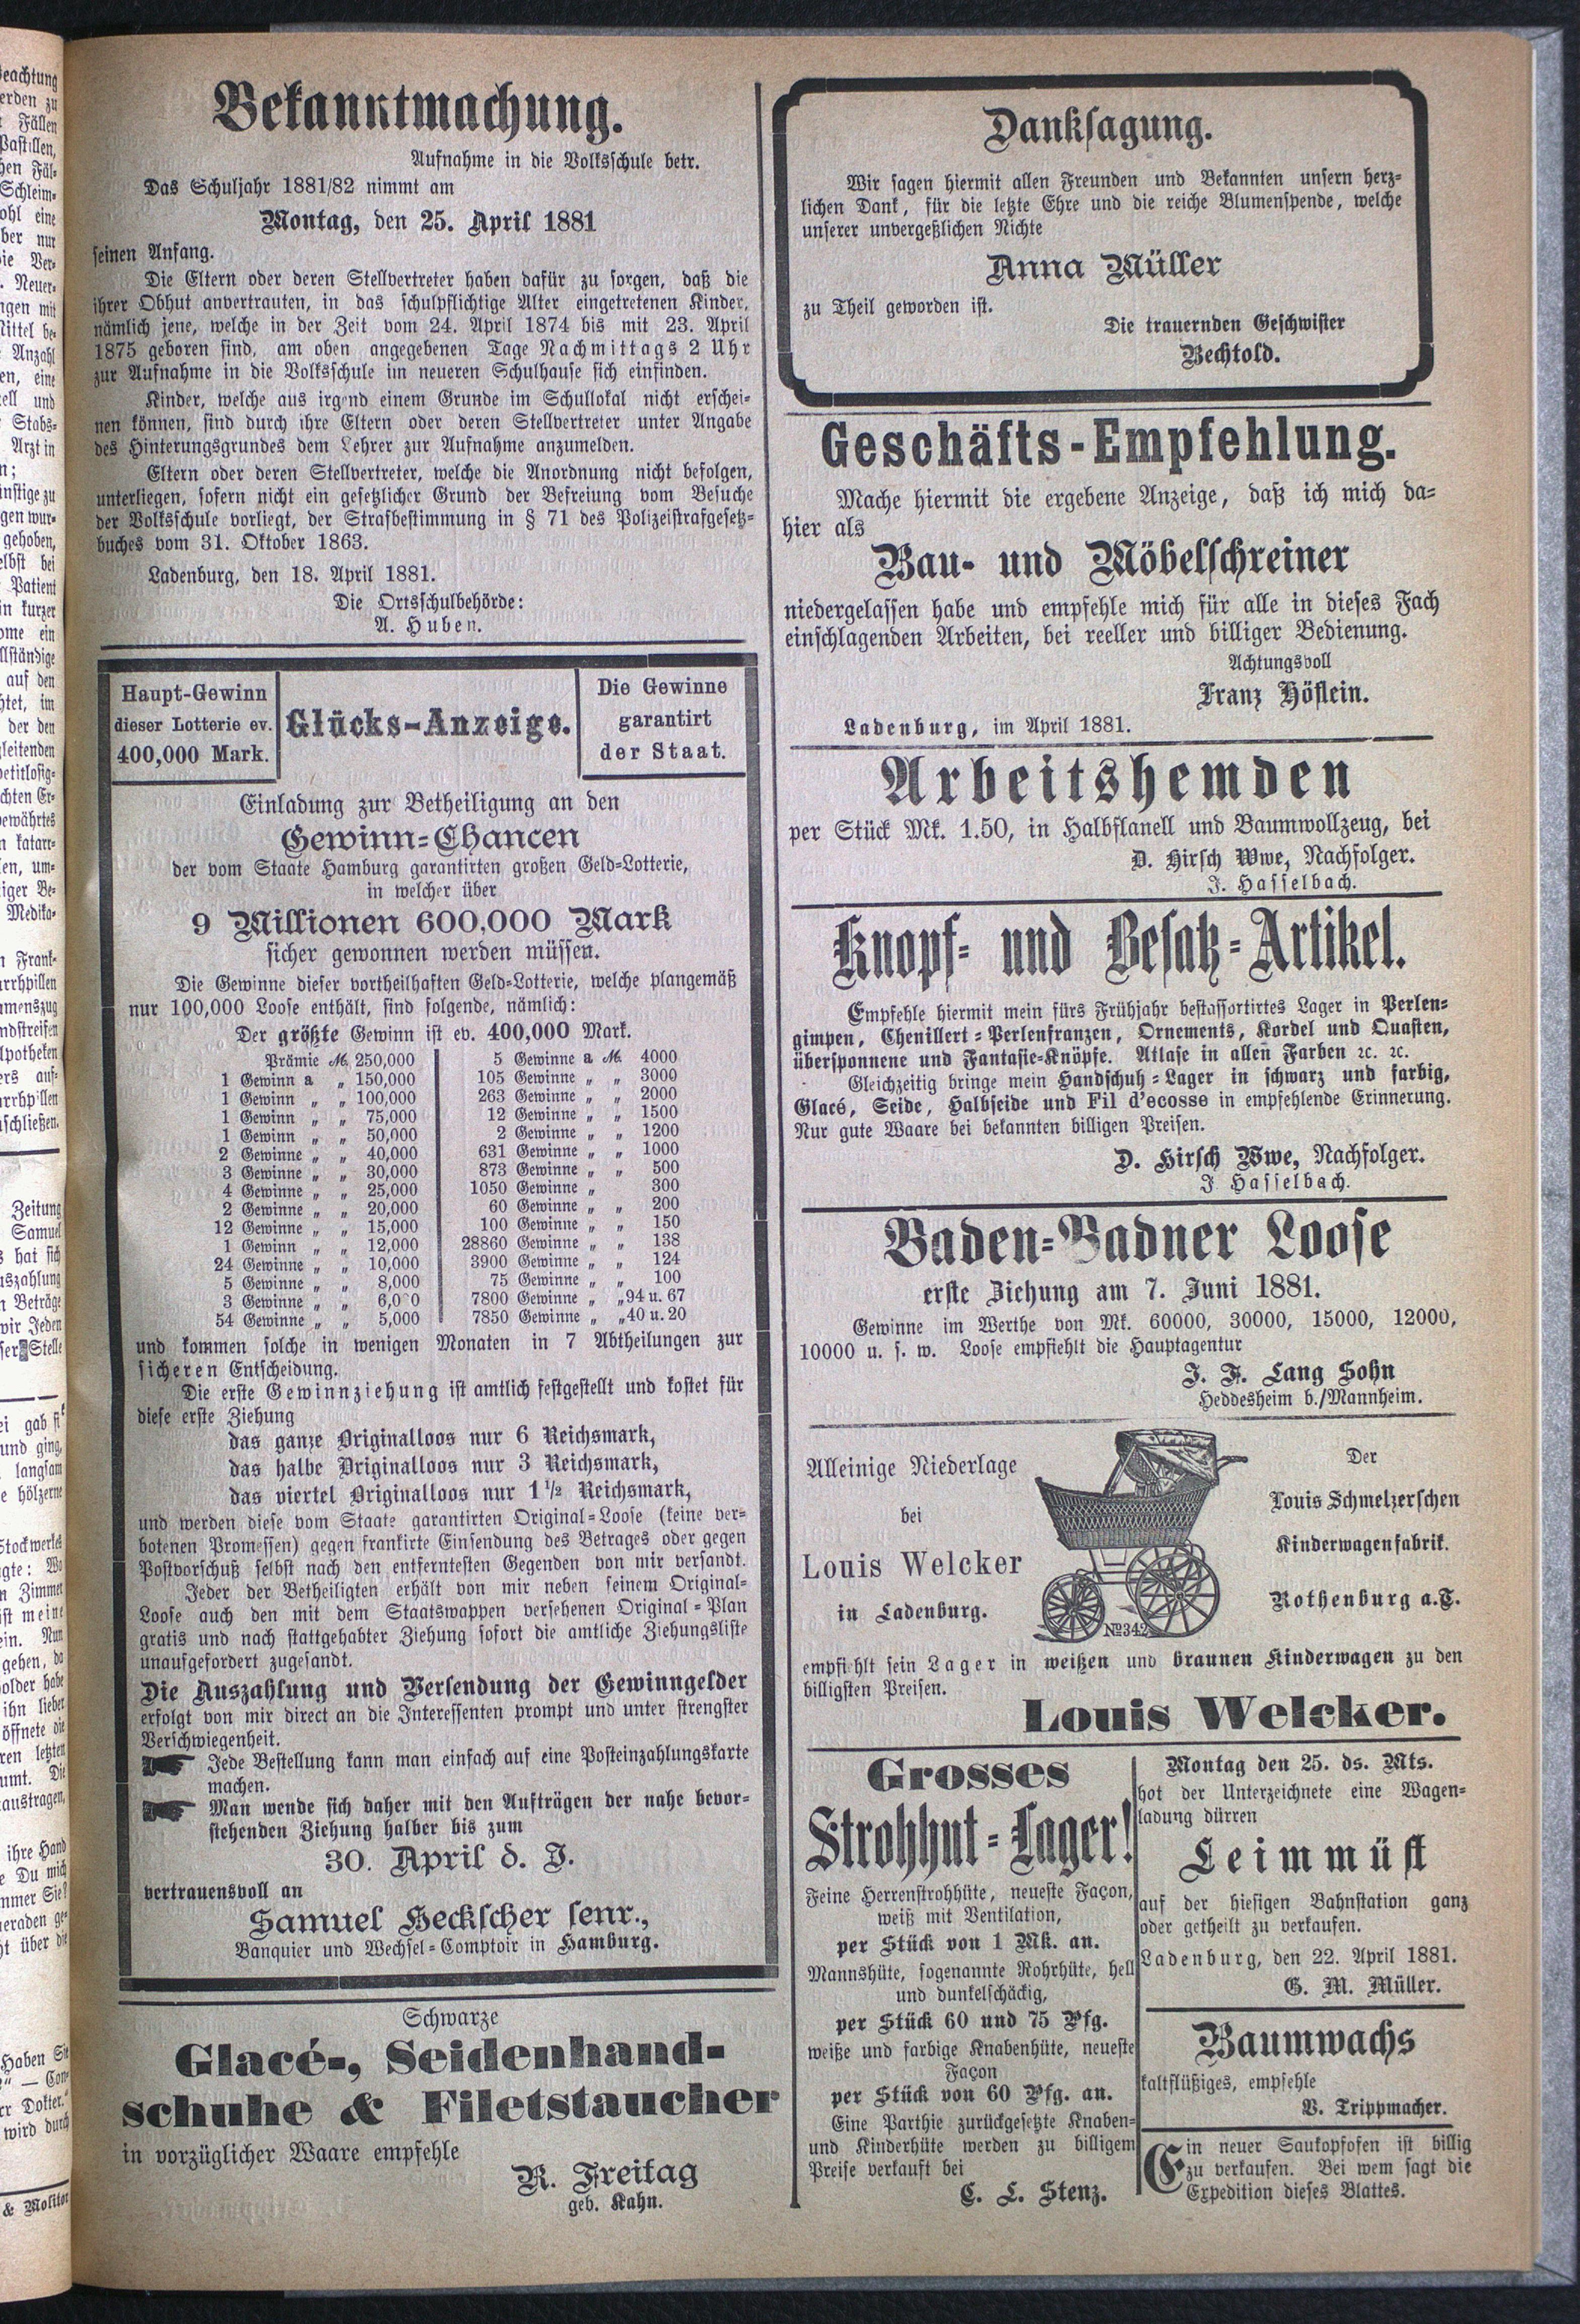 Bekanntmachung.
Aufnahme in die Volksschule betr.
Das Schuljahr 1881/82 nimmt am
Montag, den 25. April 1881
seinen Anfang.
Die Eltern oder deren Stellvertreter haben dafür zu sorgen, daß die
ihrer Obhut anvertrauten, in das schulpflichtige Alter eingetretenen Kinder,
nämlich jene, welche in der Zeit vom 24. April 1874 bis mit 23. April
1875 geboren sind, am oben angegebenen Tage Nachmittags 2 Uhr
zur Aufnahme in die Volksschule im neueren Schulhause sich einfinden.
Kinder, welche aus irgend einem Grunde im Schullokal nicht erschei-
nen können, sind durch ihre Eltern oder deren Stellvertreter unter Angabe
des Hinterungsgrundes dem Lehrer zur Aufnahme anzumelden.
Eltern oder deren Stellvertreter, welche die Anordnung nicht befolgen,
unterliegen, sofern nicht ein gesetzlicher Grund der Befreiung vom Besuche
der Volksschule vorliegt, der Strafbestimmung in § 71 des Polizeistrafgesetz-
buches vom 31. Oktober 1863.
Ladenburg, den 18. April 1881.
Die Ortsschulbehörde:
A. Huben.
Haupt-Gewinn
dieser Lotterie ev.
400,000 Mark.
Glücks-Anzeige.
Die Gewinne
garantirt
der Staat.
Einladung zur Betheiligung an den
Gewinn-Chancen
der vom Staate Hamburg garantirten großen Geld-Lotterie,
in welcher über
9 Millionen 600,000 Mark
sicher gewonnen werden müssen.
Die Gewinne dieser vortheilhaften Geld-Lotterie, welche plangemäß
nur 100,000 Loose enthält, sind folgende, nämlich:
Der größte Gewinn ist ev. 400,000 Mark.
Prämie M. 250,000
1 Gewinn a „ 150,000
1 Gewinn „ „ 100,000
1 Gewinn „ „ 75,000
1 Gewinn „ „ 50,000
2 Gewinne „ „ 40,000
3 Gewinne „ „ 30,000
4 Gewinne „ „ 25,000
2 Gewinne „ „ 20,000
12 Gewinne „ „ 15,000
1 Gewinn „ „ 12,000
24 Gewinne „ „ 10,000
5 Gewinne „ „ 8,000
3 Gewinne „ „ 6,000
54 Gewinne „ „ 5,000
5 Gewinne a M. 4000
105 Gewinne „ „ 3000
263 Gewinne „ „ 2000
12 Gewinne „ „ 1500
2 Gewinne „ „ 1200
631 Gewinne „ „ 1000
873 Gewinne „ „ 500
1050 Gewinne „ 300
60 Gewinne „ „ 200
100 Gewinne „ „ 150
28860 Gewinne „ „ 138
3900 Gewinne „ „ 124
75 Gewinne „ „ 100
7800 Gewinne „ „ 94 u. 67
7850 Gewinne „ „ 40 u. 20
und kommen solche in wenigen Monaten in 7 Abtheilungen zur
sicheren Entscheidung.
Die erste Gewinnziehung ist amtlich festgestellt und kostet für
diese erste Ziehung
das ganze Originalloos nur 6 Reichsmark,
das halbe Originalloos nur 3 Reichsmark,
das viertel Originalloos nur 1 1/2 Reichsmark,
und werden diese vom Staate garantirten Original-Loose (keine ver-
botenen Promessen) gegen frankirte Einsendung des Betrages oder gegen
Postvorschuß selbst nach den entferntesten Gegenden von mir versandt.
Jeder der Betheiligten erhält von mir neben seinem Original-
Loose auch den mit dem Staatswappen versehenen Original-Plan
gratis und nach stattgehabter Ziehung sofort die amtliche Ziehungsliste
unaufgefordert zugesandt.
Die Auszahlung und Versendung der Gewinngelder
erfolgt von mir direct an die Interessenten prompt und unter strengster
Verschwiegenheit.
Jede Bestellung kann man einfach auf eine Posteinzahlungskarte
machen.
Man wende sich daher mit den Aufträgen der nahe bevor-
stehenden Ziehung halber bis zum
30. April d. J.
vertrauensvoll an
Samuel Heckscher senr.,
Banquier und Wechsel-Comptoir in Hamburg.
Schwarze
Glacé-, Seidenhand-
schuhe & Filetstaucher
in vorzüglicher Waare empfehle
R. Freitag
geb. Kahn.
Danksagung.
Wir sagen hiermit allen Freunden und Bekannten unsern herz-
lichen Dank, für die letzte Ehre und die reiche Blumenspende, welche
unserer unvergeßlichen Nichte
Anna Müller
zu Theil geworden ist.
Die trauernden Geschwister
Bechtold.
Geschäfts-Empfehlung.
Mache hiermit die ergebene Anzeige, daß ich mich da-
hier als
Bau- und Möbelschreiner
niedergelassen habe und empfehle mich für alle in dieses Fach
einschlagenden Arbeiten, bei reeller und billiger Bedienung.
Achtungsvoll
Franz Höflein.
Ladenburg, im April 1881.
Arbeitshemden
per Stück Mk. 1.50, in Halbflanell und Baumwollzeug, bei
D. Hirsch Wwe, Nachfolger.
J. Hasselbach.
Knopf- und Besatz-Artikel.
Empfehle hiermit mein fürs Frühjahr bestassortirtes Lager in Perlen-
gimpen, Chenillert-Perlenfranzen, Ornements, Kordel und Quasten,
übersponnene und Fantasie-Knöpfe. Atlase in allen Farben ꝛc. ꝛc.
Gleichzeitig bringe mein Handschuh-Lager in schwarz und farbig,
Glacé, Seide, Halbseide und Fil d'ecosse in empfehlende Erinnerung.
Nur gute Waare bei bekannten billigen Preisen.
D. Hirsch Wwe, Nachfolger.
J Hasselbach.
Baden-Badner Loose
erste Ziehung am 7. Juni 1881.
Gewinne im Werthe von Mk. 60000, 30000, 15000, 12000,
10000 u. s. w. Loose empfiehlt die Hauptagentur
J. F. Lang Sohn
Heddesheim b./Mannheim.
Alleinige Niederlage
bei
Louis Welcker
in Ladenburg.
No 342
Der
Louis Schmelzerschen
Kinderwagenfabrik.
Rothenburg a.T.
empfiehlt sein Lager in weißen und braunen Kinderwagen zu den
billigsten Preisen.
Louis Welcker.
Grosses
Strohhut-Lager!
Feine Herrenstrohhüte, neueste Façon,
weiß mit Ventilation,
per Stück von 1 Mk. an.
Mannshüte, sogenannte Rohrhüte, hell
und dunkelschäckig,
per Stück 60 und 75 Pfg.
weiße und farbige Knabenhüte, neueste
Façon
per Stück von 60 Pfg. an.
Eine Parthie zurückgesetzte Knaben-
und Kinderhüte werden zu billigem
Preise verkauft bei
C. L. Stenz.
Montag den 25. ds. Mts.
hot der Unterzeichnete eine Wagen-
ladung dürren
Leimmüst
auf der hiesigen Bahnstation ganz
oder getheilt zu verkaufen.
Ladenburg, den 22. April 1881.
G. M. Müller.
Baumwachs
kaltflüßiges, empfehle
V. Trippmacher.
Ein neuer Saukopfofen ist billig
zu verkaufen. Bei wem sagt die
Expedition dieses Blattes.